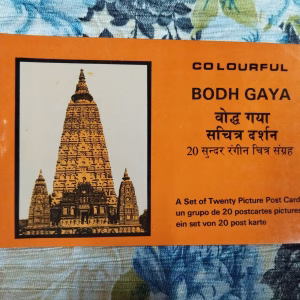 COLOURFUL
BODH GAYA
वोद्ध गया
सचित्र दर्शन
20 सुन्दर रंगीन चित्र संग्रह
A Set of Twenty Picture Post Card
un grupo de 20 postcartes pictures
ein set von 20 post karte